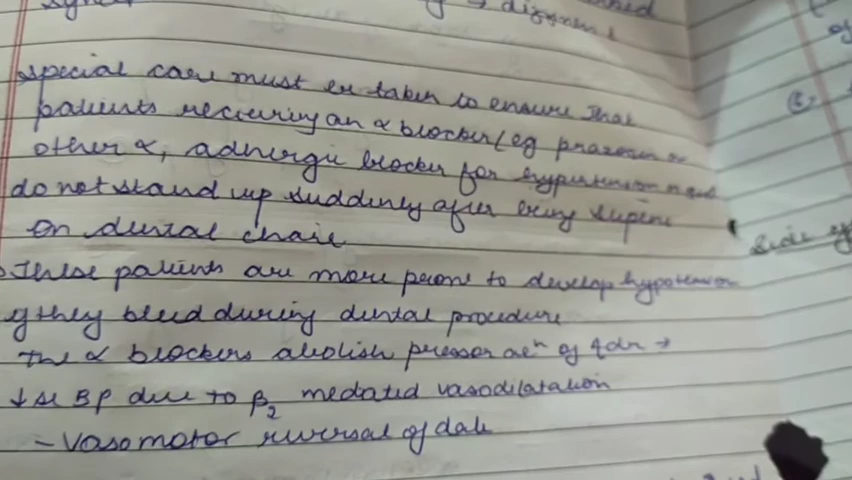 special care must be taken to ensure that
patients receiving an α blocker (eg prazosin or
other α, adnergic blocker for hypertension
do not stand up suddenly after being supine
on dental chair
These patients are more prone to develop hypotension
if they bleed during dental procedure
The α blockers abolish pressor acⁿ of Adr →
↓ se BP due to β₂ mediated vasodilatation
- Vasomotor reversal of dale
Side